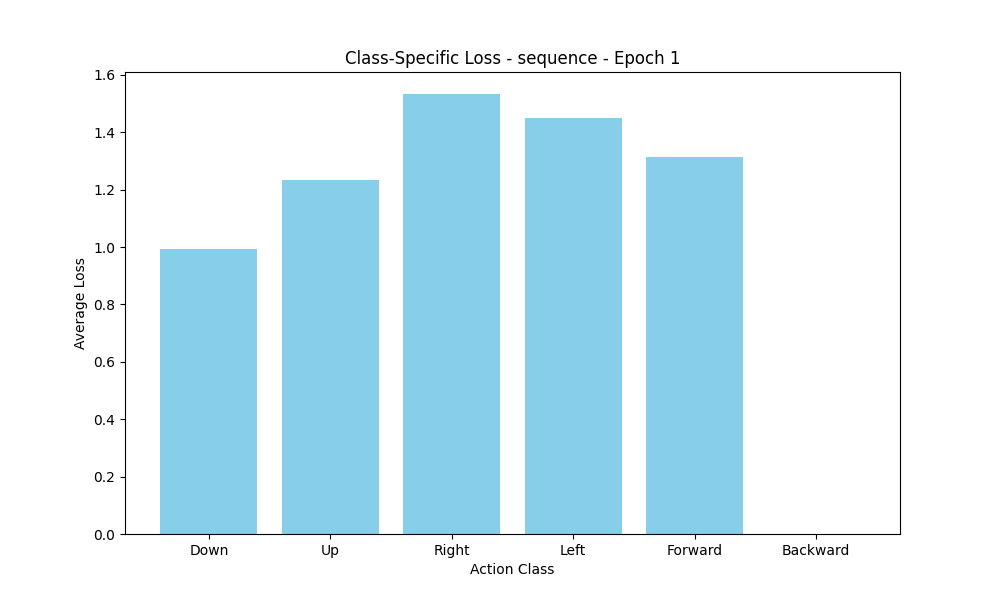 Class-Specific Loss - sequence - Epoch 1
1.6
1.4
1.2
1.0
0.8
0.6
0.4
0.2
0.0
Average Loss
Down Up Right Left Forward Backward
Action Class